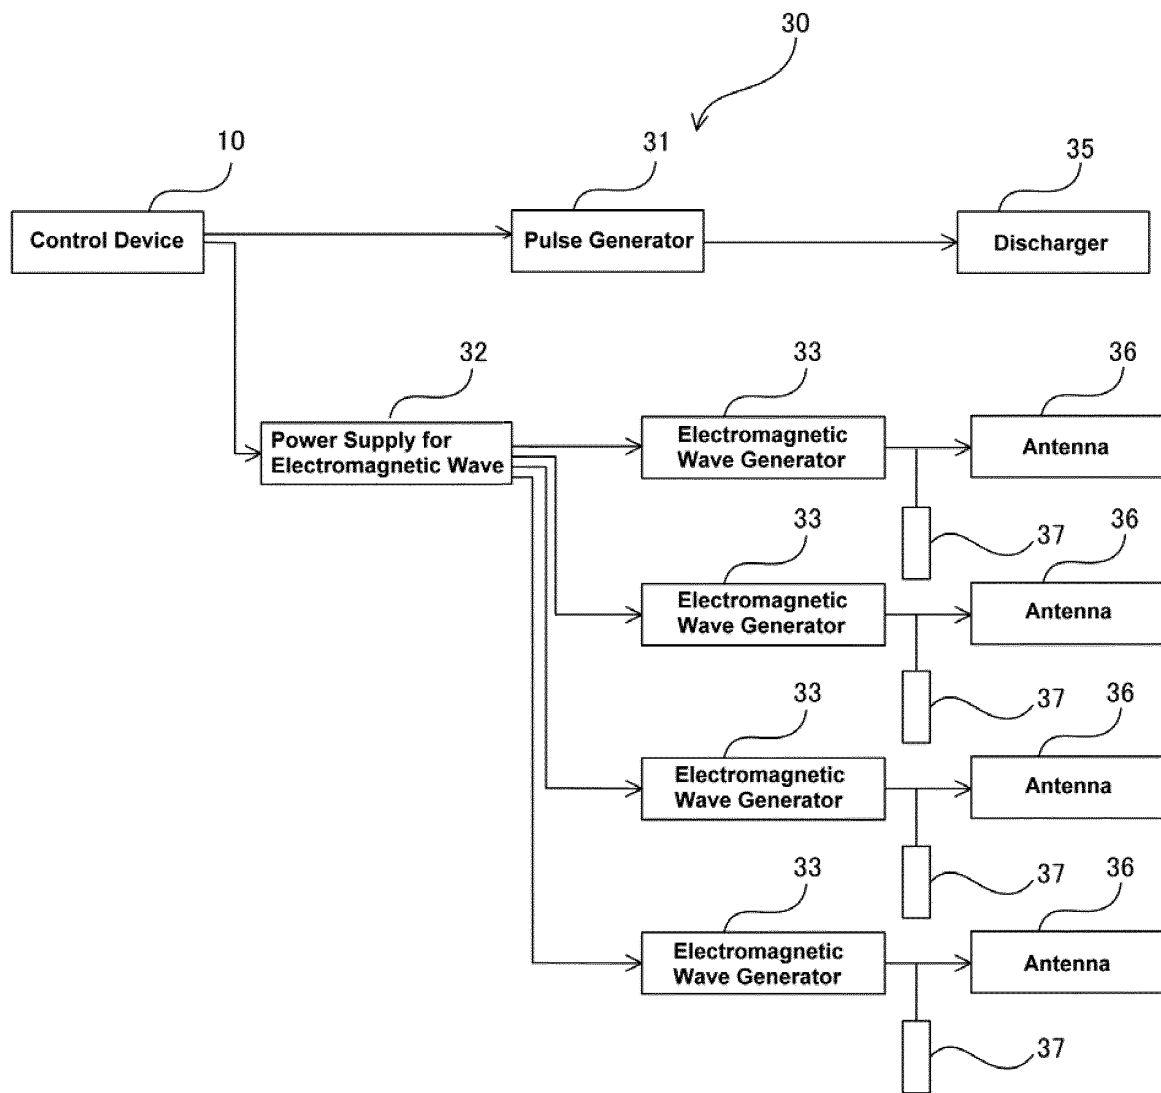 30
10
31
35
Control Device
Pulse Generator
Discharger
32
33
36
Power Supply for
Electromagnetic Wave
Electromagnetic
Wave Generator
Antenna
33
37
36
Electromagnetic
Wave Generator
Antenna
33
37
36
Electromagnetic
Wave Generator
Antenna
33
37
36
Electromagnetic
Wave Generator
Antenna
37